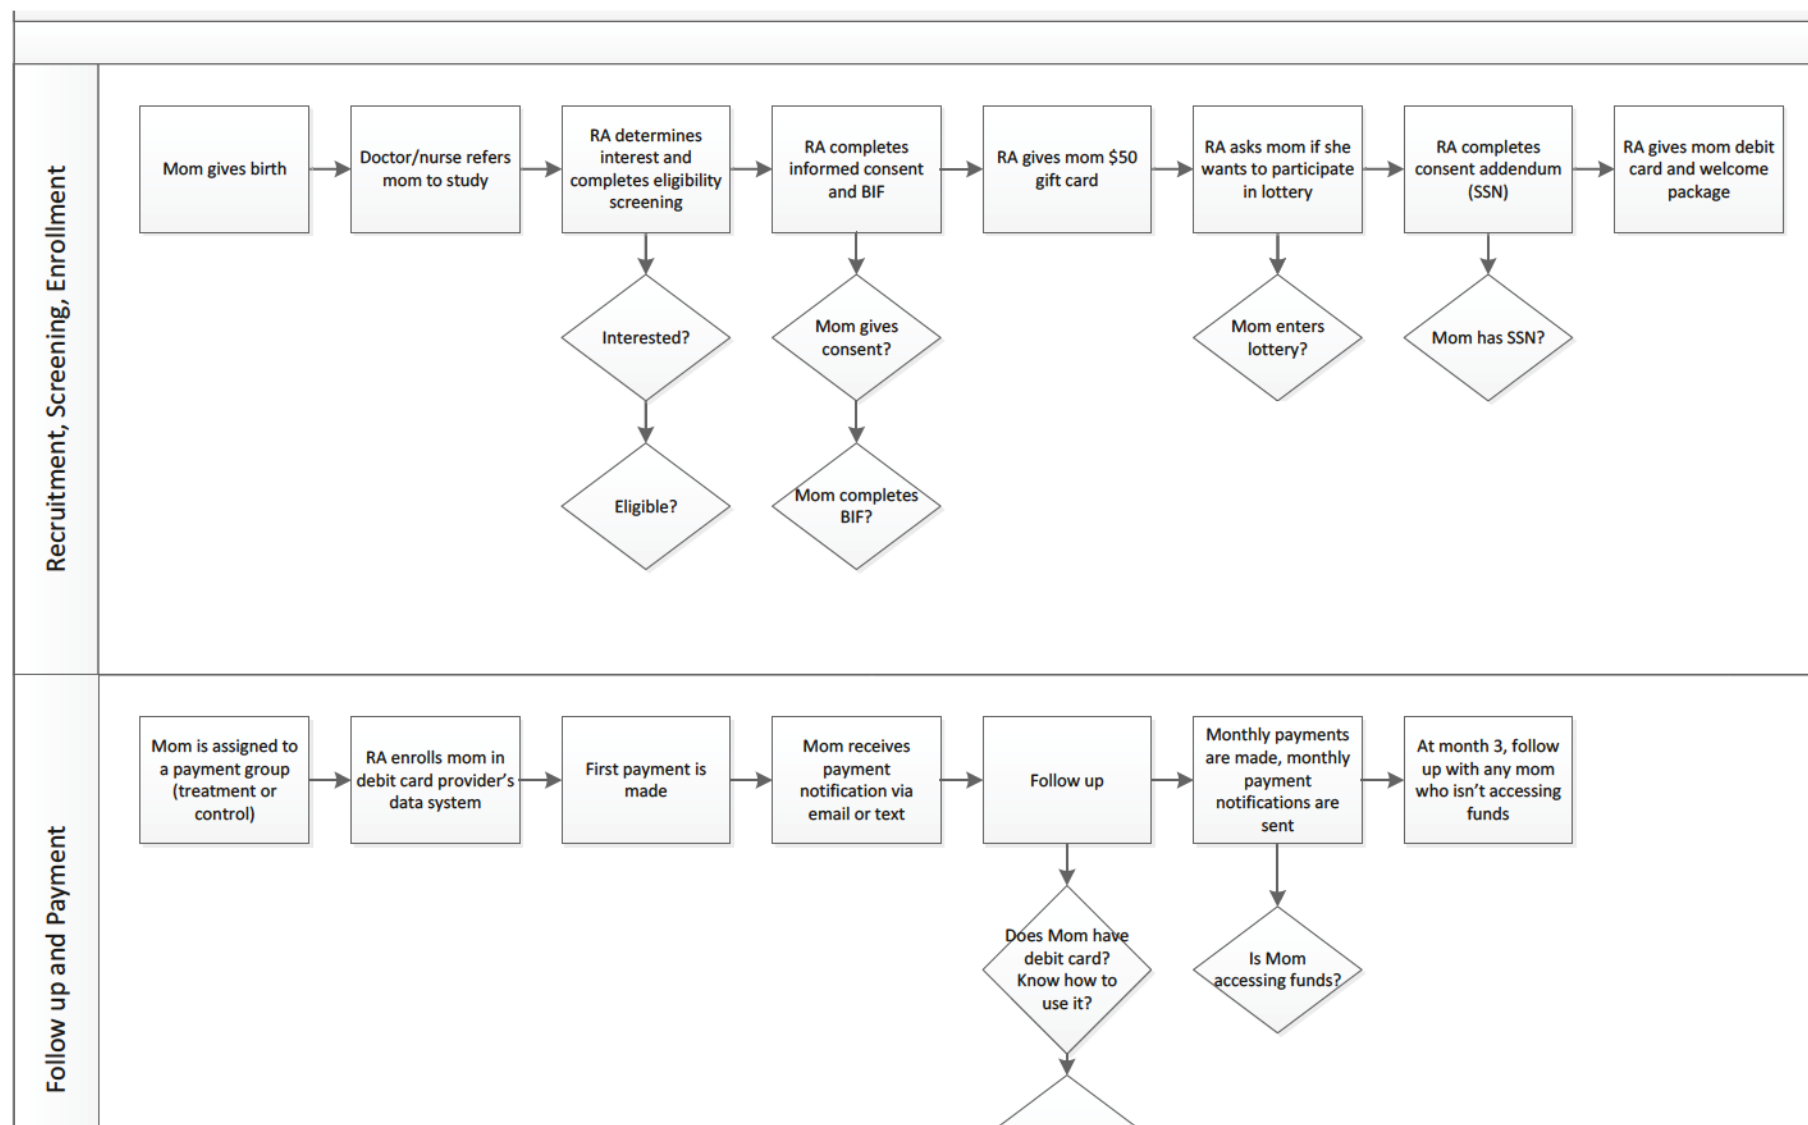 Recruitment, Screening, Enrollment
Mom gives birth
Doctor/nurse refers
mom to study
RA determines
interest and
completes eligibility
screening
RA completes
informed consent
and BIF
RA gives mom $50
gift card
RA asks mom if she
wants to participate
in lottery
RA completes
consent addendum
(SSN)
RA gives mom debit
card and welcome
package
Interested?
Mom gives
consent?
Mom enters
lottery?
Mom has SSN?
Eligible?
Mom completes
BIF?
Follow up and Payment
Mom is assigned to
a payment group
(treatment or
control)
RA enrolls mom in
debit card provider’s
data system
First payment is
made
Mom receives
payment
notification via
email or text
Follow up
Monthly payments
are made, monthly
payment
notifications are
sent
At month 3, follow
up with any mom
who isn’t accessing
funds
Does Mom have
debit card?
Know how to
use it?
Is Mom
accessing funds?